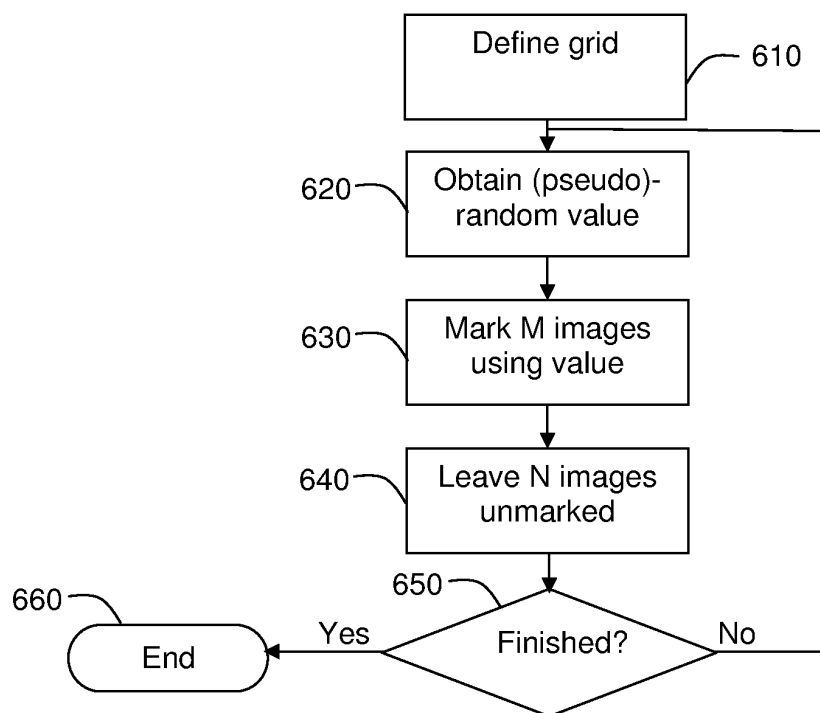 Define grid
610
620
Obtain (pseudo)-
random value
630
Mark M images
using value
640
Leave N images
unmarked
650
660
Yes
Finished?
No
End